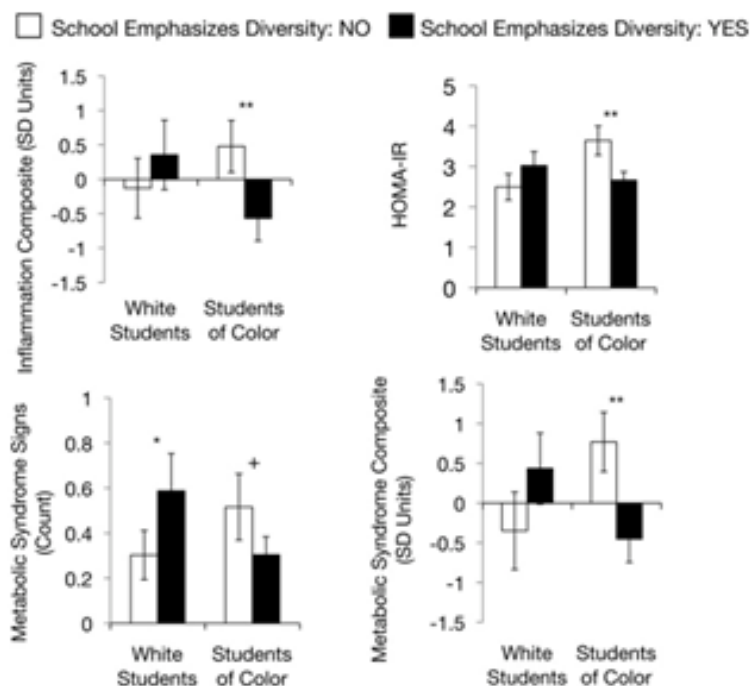 School Emphasizes Diversity: NO School Emphasizes Diversity: YES
Inflammation Composite (SD Units)
1.5
1
0.5
0
-0.5
-1
-1.5
**
White
Students
Students
of Color
HOMA-IR
5
4
3
2
1
0
**
White
Students
Students
of Color
Metabolic Syndrome Signs
(Count)
1
0.8
0.6
0.4
0.2
0
*
+
White
Students
Students
of Color
Metabolic Syndrome Composite
(SD Units)
1.5
1
0.5
0
-0.5
-1
-1.5
**
White
Students
Students
of Color